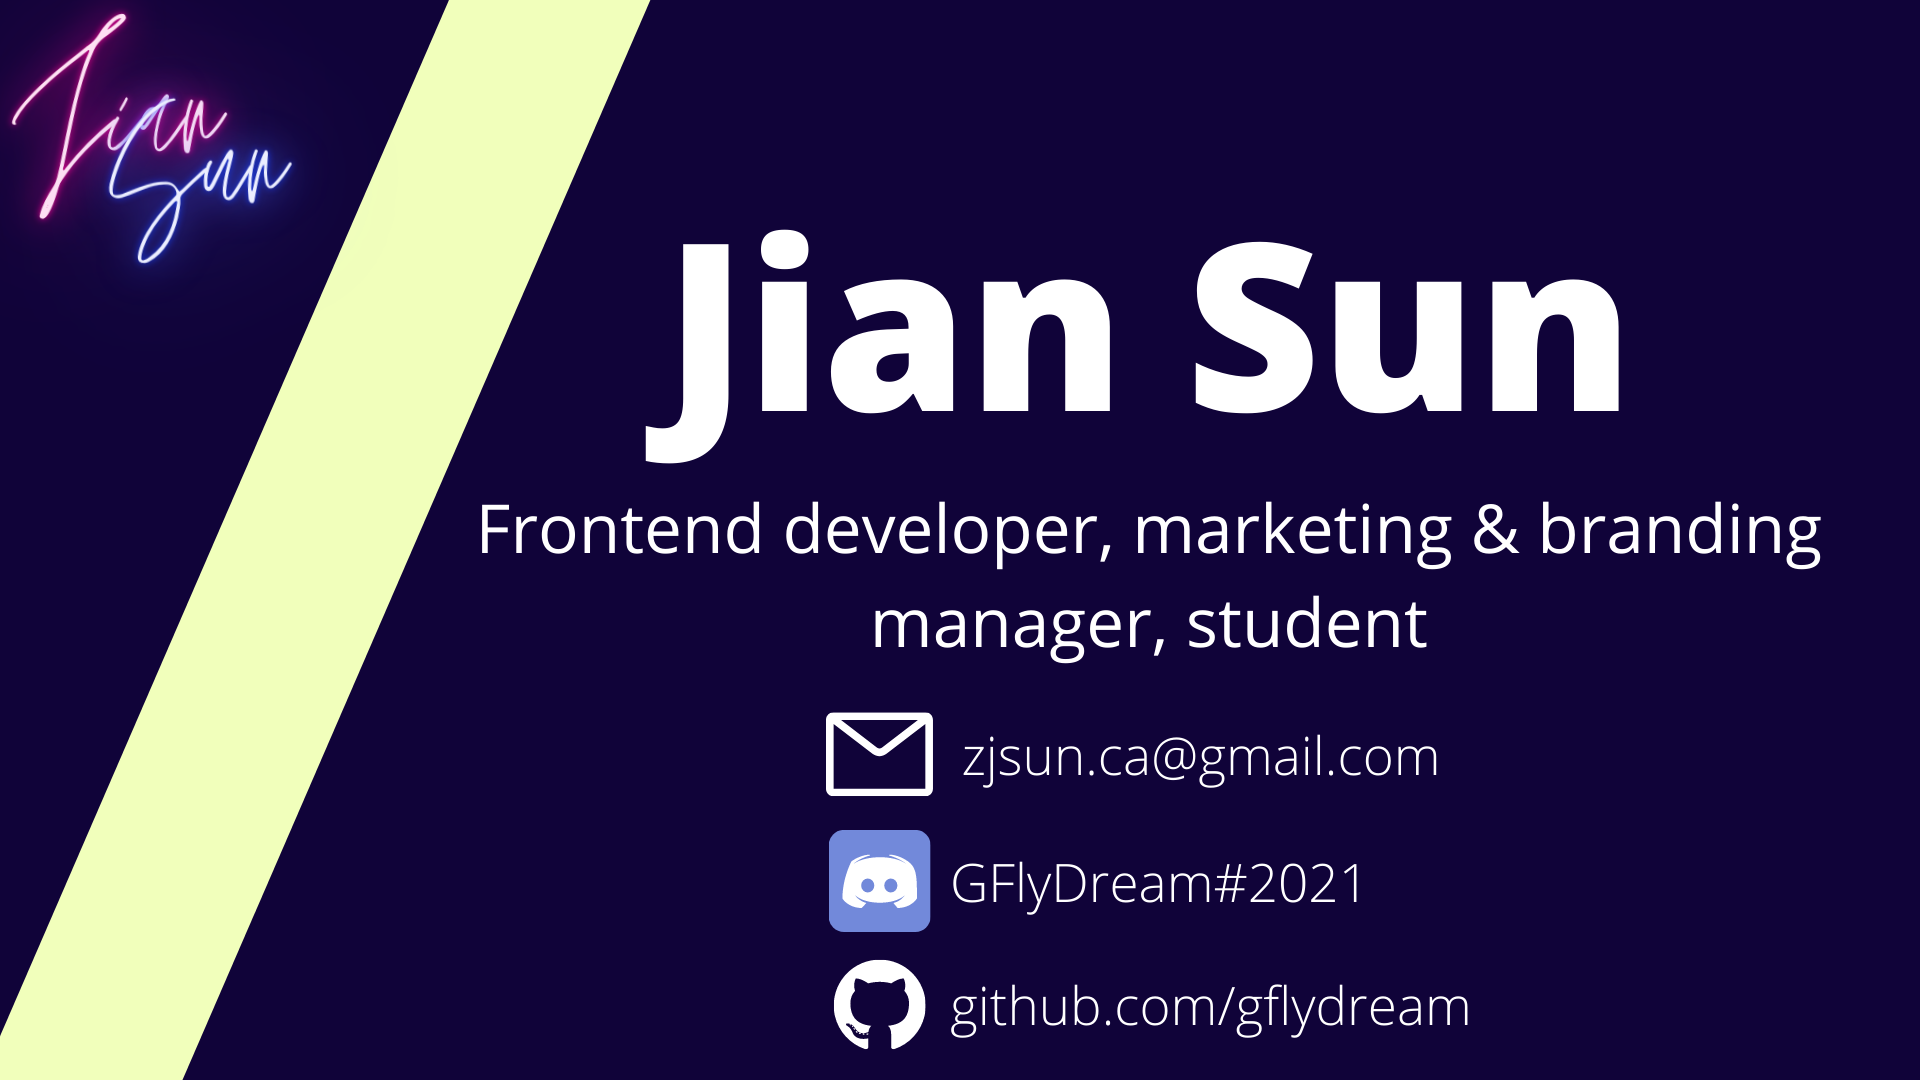 Jian
Sun
Jian Sun
Frontend developer, marketing & branding
manager, student
zjsun.ca@gmail.com
GFlyDream#2021
github.com/gflydream